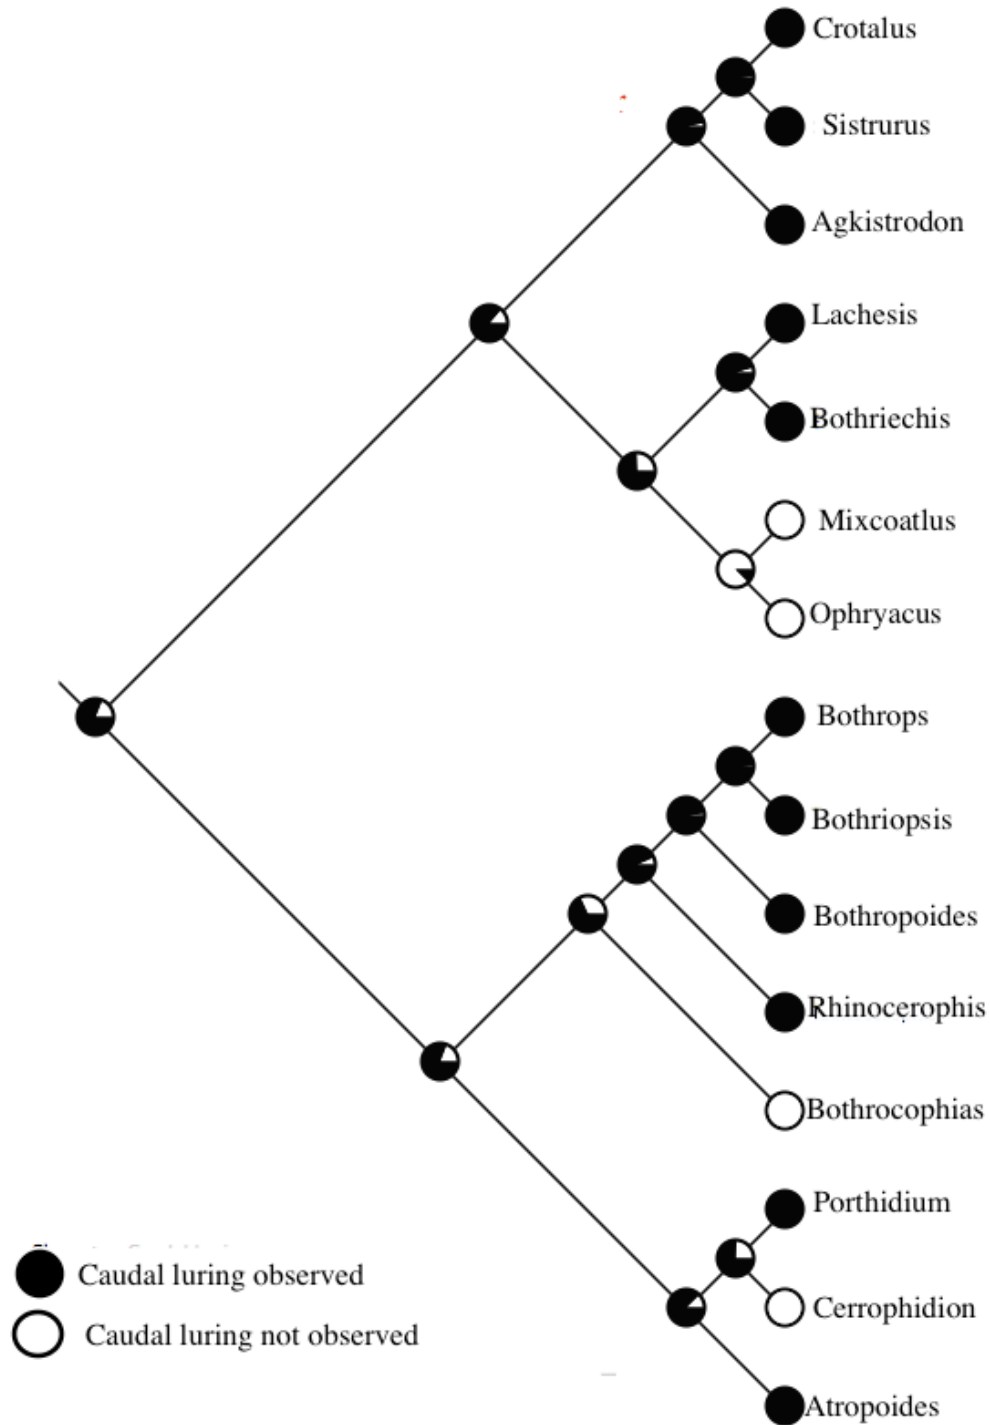 Crotalus
Sistrurus
Agkistrodon
Lachesis
Bothriechis
Mixcoatlus
Ophryacus
Bothrops
Bothriopsis
Bothropoides
Rhinocerophis
Bothrocophias
Porthidium
Caudal luring observed
Cerrophidion
Caudal luring not observed
Atropoides